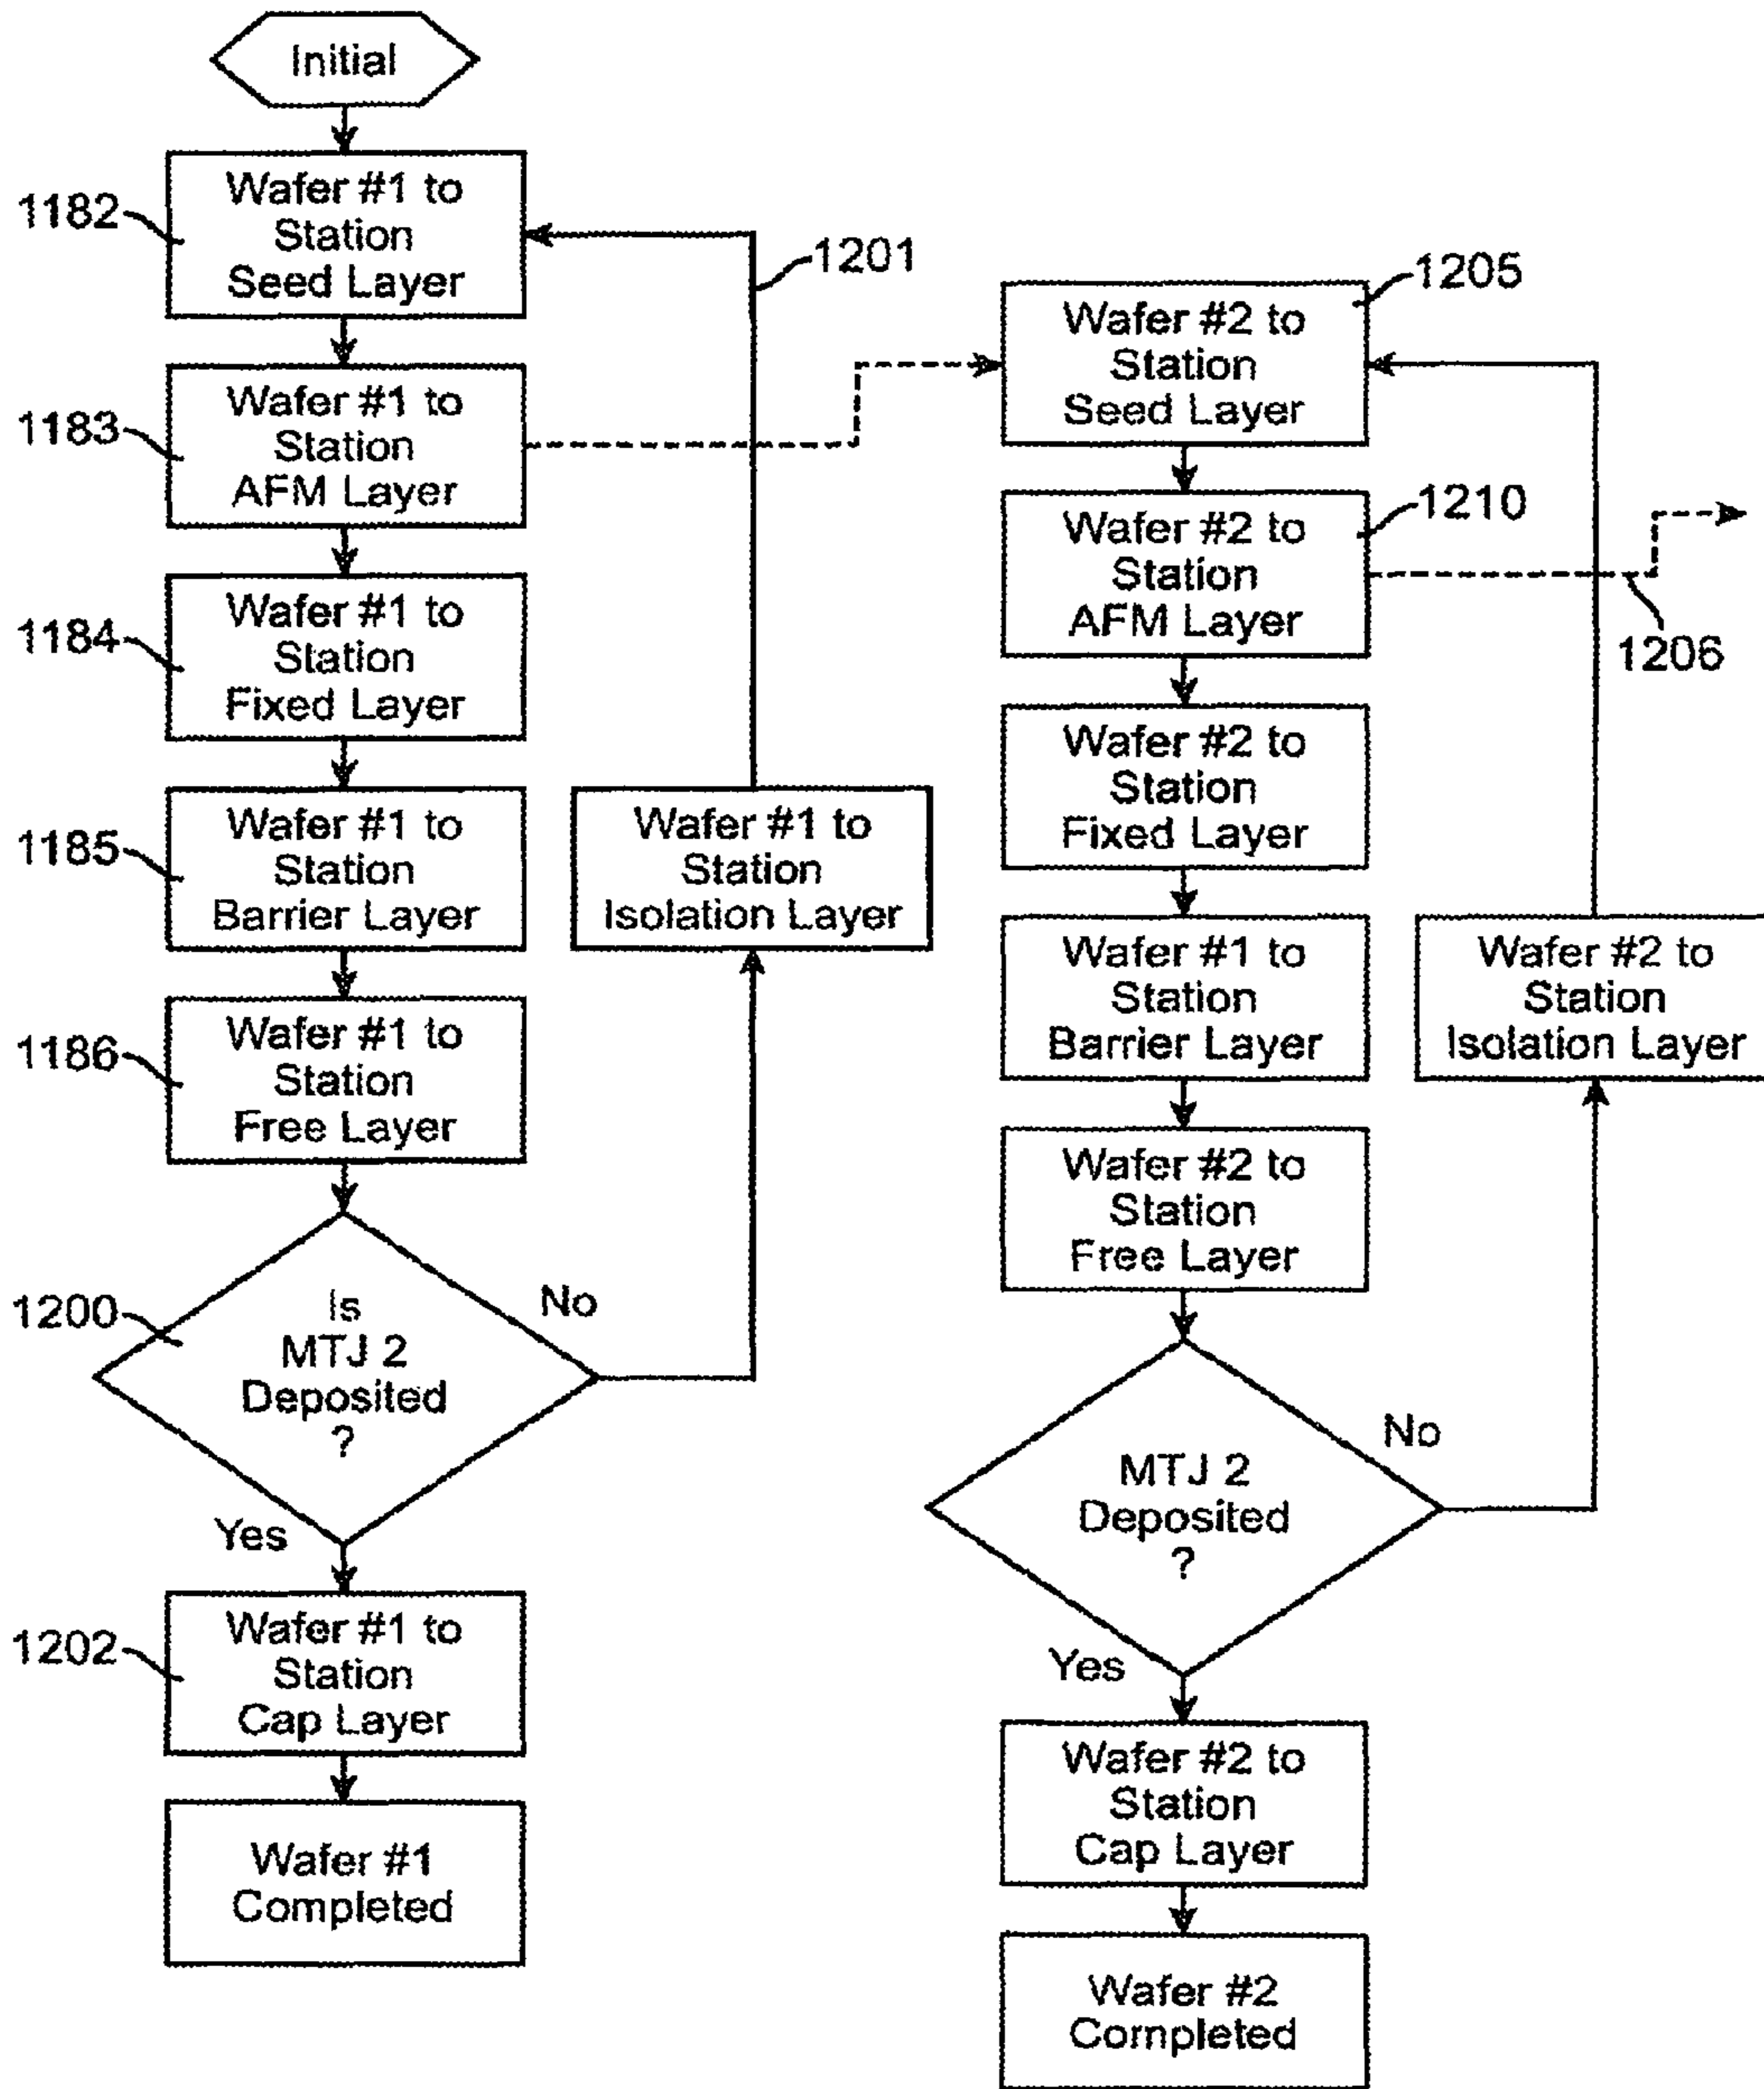 Initial
1182
Wafer #1 to
Station
Seed Layer
1183
Wafer #1 to
Station
AFM Layer
1184
Wafer #1 to
Station
Fixed Layer
1185
Wafer #1 to
Station
Barrier Layer
1186
Wafer #1 to
Station
Free Layer
1200
Is
MTJ 2
Deposited
?
No
Yes
1202
Wafer #1 to
Station
Cap Layer
Wafer #1
Completed
1201
Wafer #1 to
Station
Isolation Layer
1205
Wafer #2 to
Station
Seed Layer
1210
Wafer #2 to
Station
AFM Layer
1206
Wafer #2 to
Station
Fixed Layer
Wafer #1 to
Station
Barrier Layer
Wafer #2 to
Station
Isolation Layer
Wafer #2 to
Station
Free Layer
MTJ 2
Deposited
?
No
Yes
Wafer #2 to
Station
Cap Layer
Wafer #2
Completed